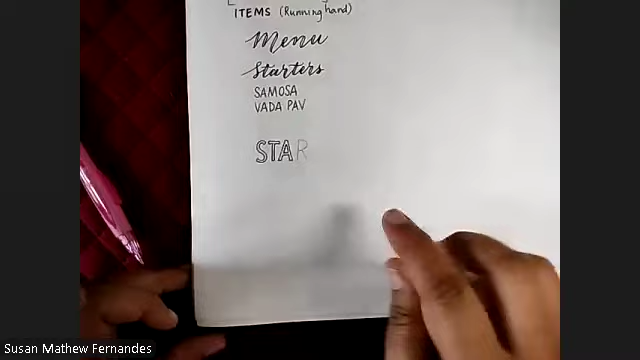 ITEMS (Running hand)
Menu
Starters
SAMOSA
VADA PAV
STAR
Susan Mathew Fernandes